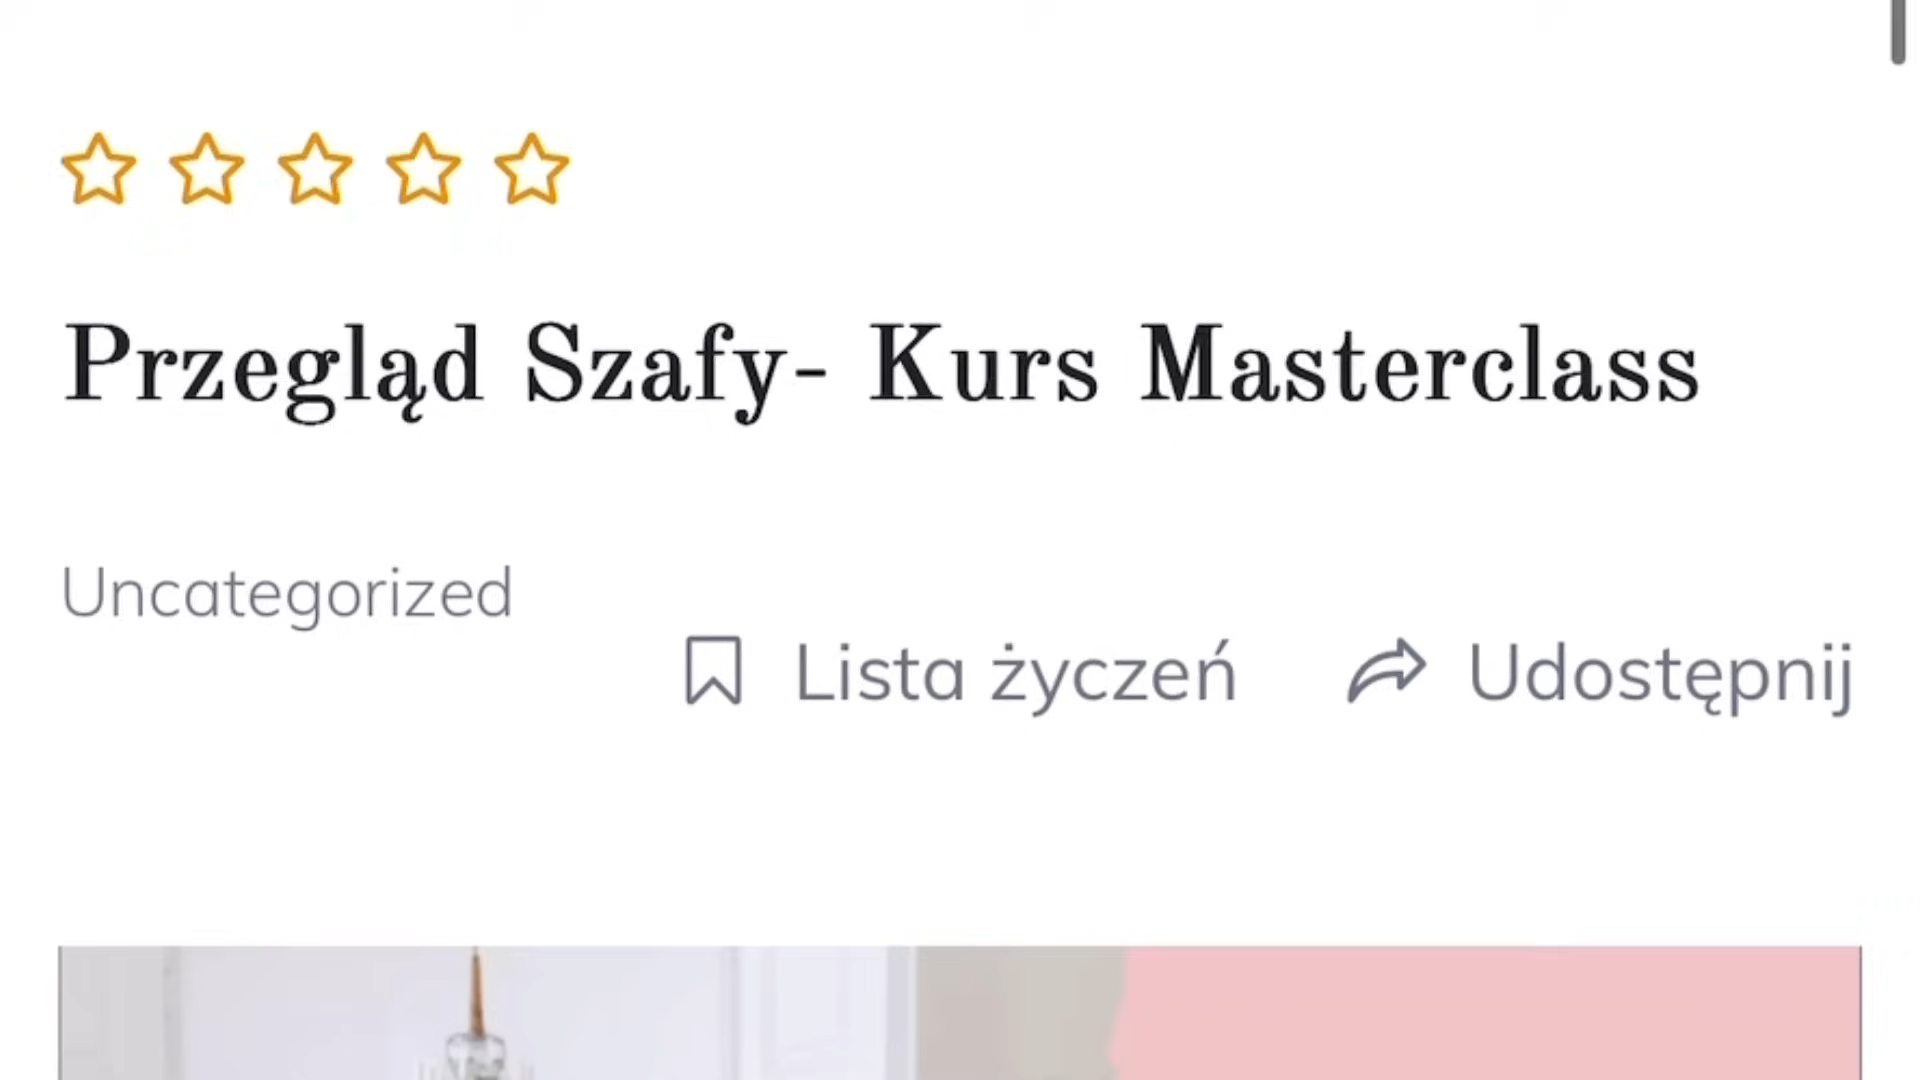 Przegląd Szafy- Kurs Masterclass
Uncategorized
Lista życzeń
Udostępnij